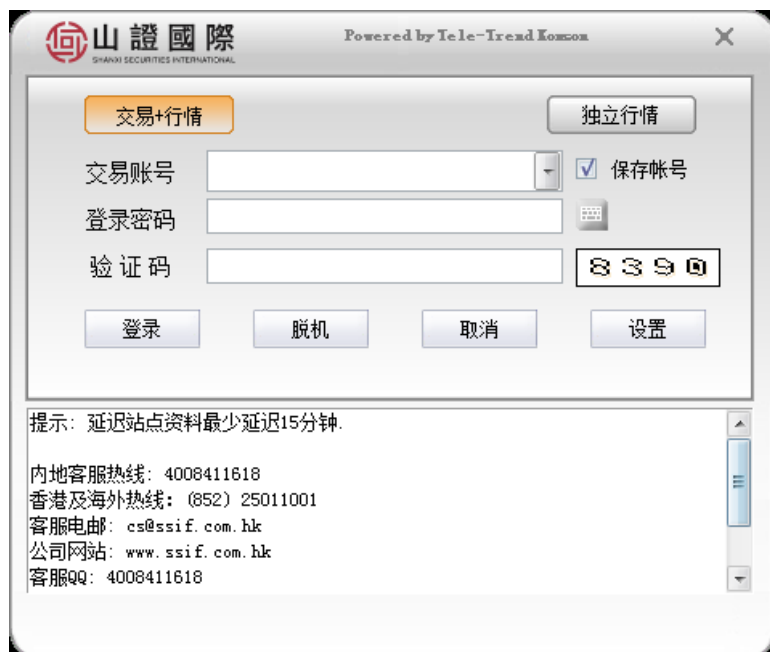 山證國際 Powered by Tele-Trend Konson
SHANXI SECURITIES INTERNATIONAL
交易+行情 独立行情
交易账号 保存帐号
登录密码
验证码 8390
登录 脱机 取消 设置
提示: 延迟站点资料最少延迟15分钟.
内地客服热线: 4008411618
香港及海外热线: (852) 25011001
客服电邮: cs@ssif.com.hk
公司网站: www.ssif.com.hk
客服QQ: 4008411618